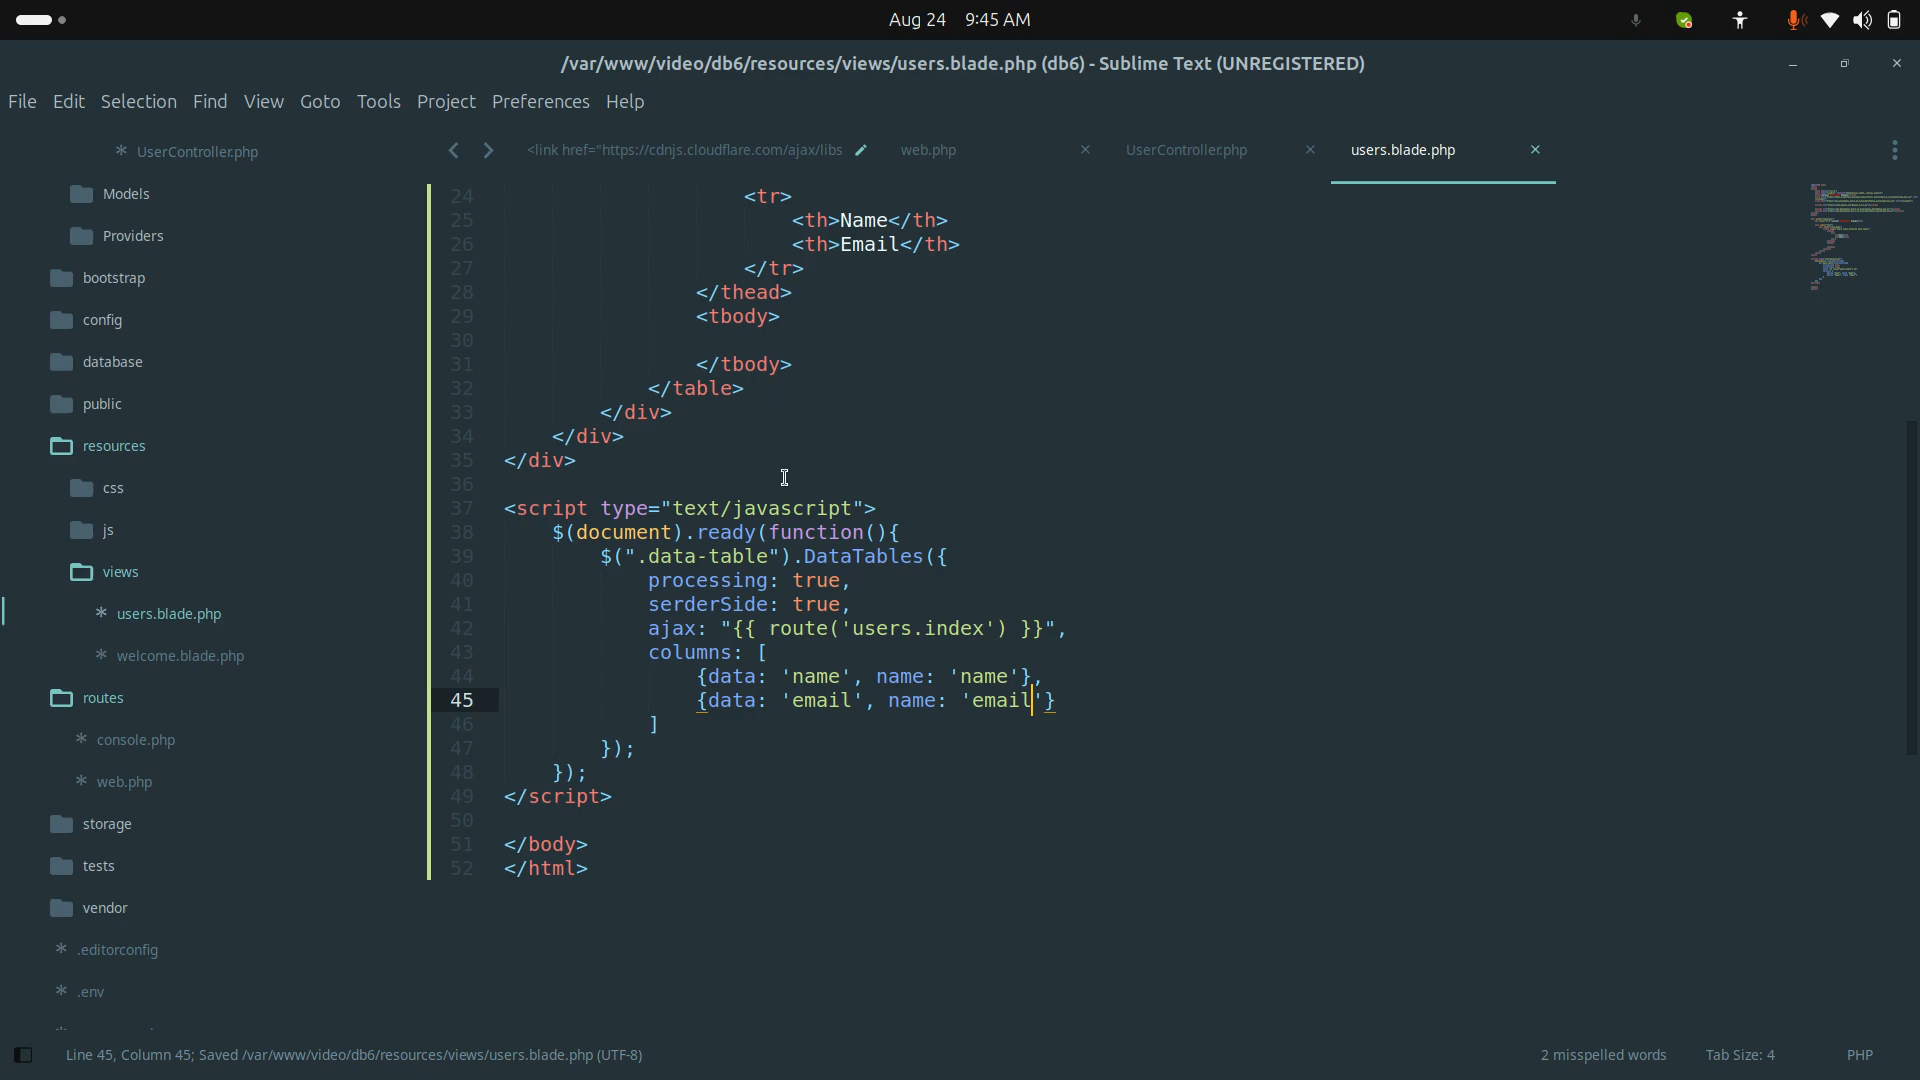 Aug 24 9:45 AM
/var/www/video/db6/resources/views/users.blade.php (db6) - Sublime Text (UNREGISTERED)
File Edit Selection Find View Goto Tools Project Preferences Help
<link href="https://cdnjs.cloudflare.com/ajax/libs
web.php
UserController.php
users.blade.php
UserController.php
Models
Providers
bootstrap
config
database
public
resources
css
js
views
users.blade.php
welcome.blade.php
routes
console.php
web.php
storage
tests
vendor
.editorconfig
.env
24 <tr>
25 <th>Name</th>
26 <th>Email</th>
27 </tr>
28 </thead>
29 <tbody>
30
31 </tbody>
32 </table>
33 </div>
34 </div>
35 </div>
36
37 <script type="text/javascript">
38 $(document).ready(function(){
39 $(".data-table").DataTables({
40 processing: true,
41 serderSide: true,
42 ajax: "{{ route('users.index') }}",
43 columns: [
44 {data: 'name', name: 'name'},
45 {data: 'email', name: 'email'}
46 ]
47 });
48 });
49 </script>
50
51 </body>
52 </html>
Line 45, Column 45; Saved /var/www/video/db6/resources/views/users.blade.php (UTF-8)
2 misspelled words
Tab Size: 4
PHP